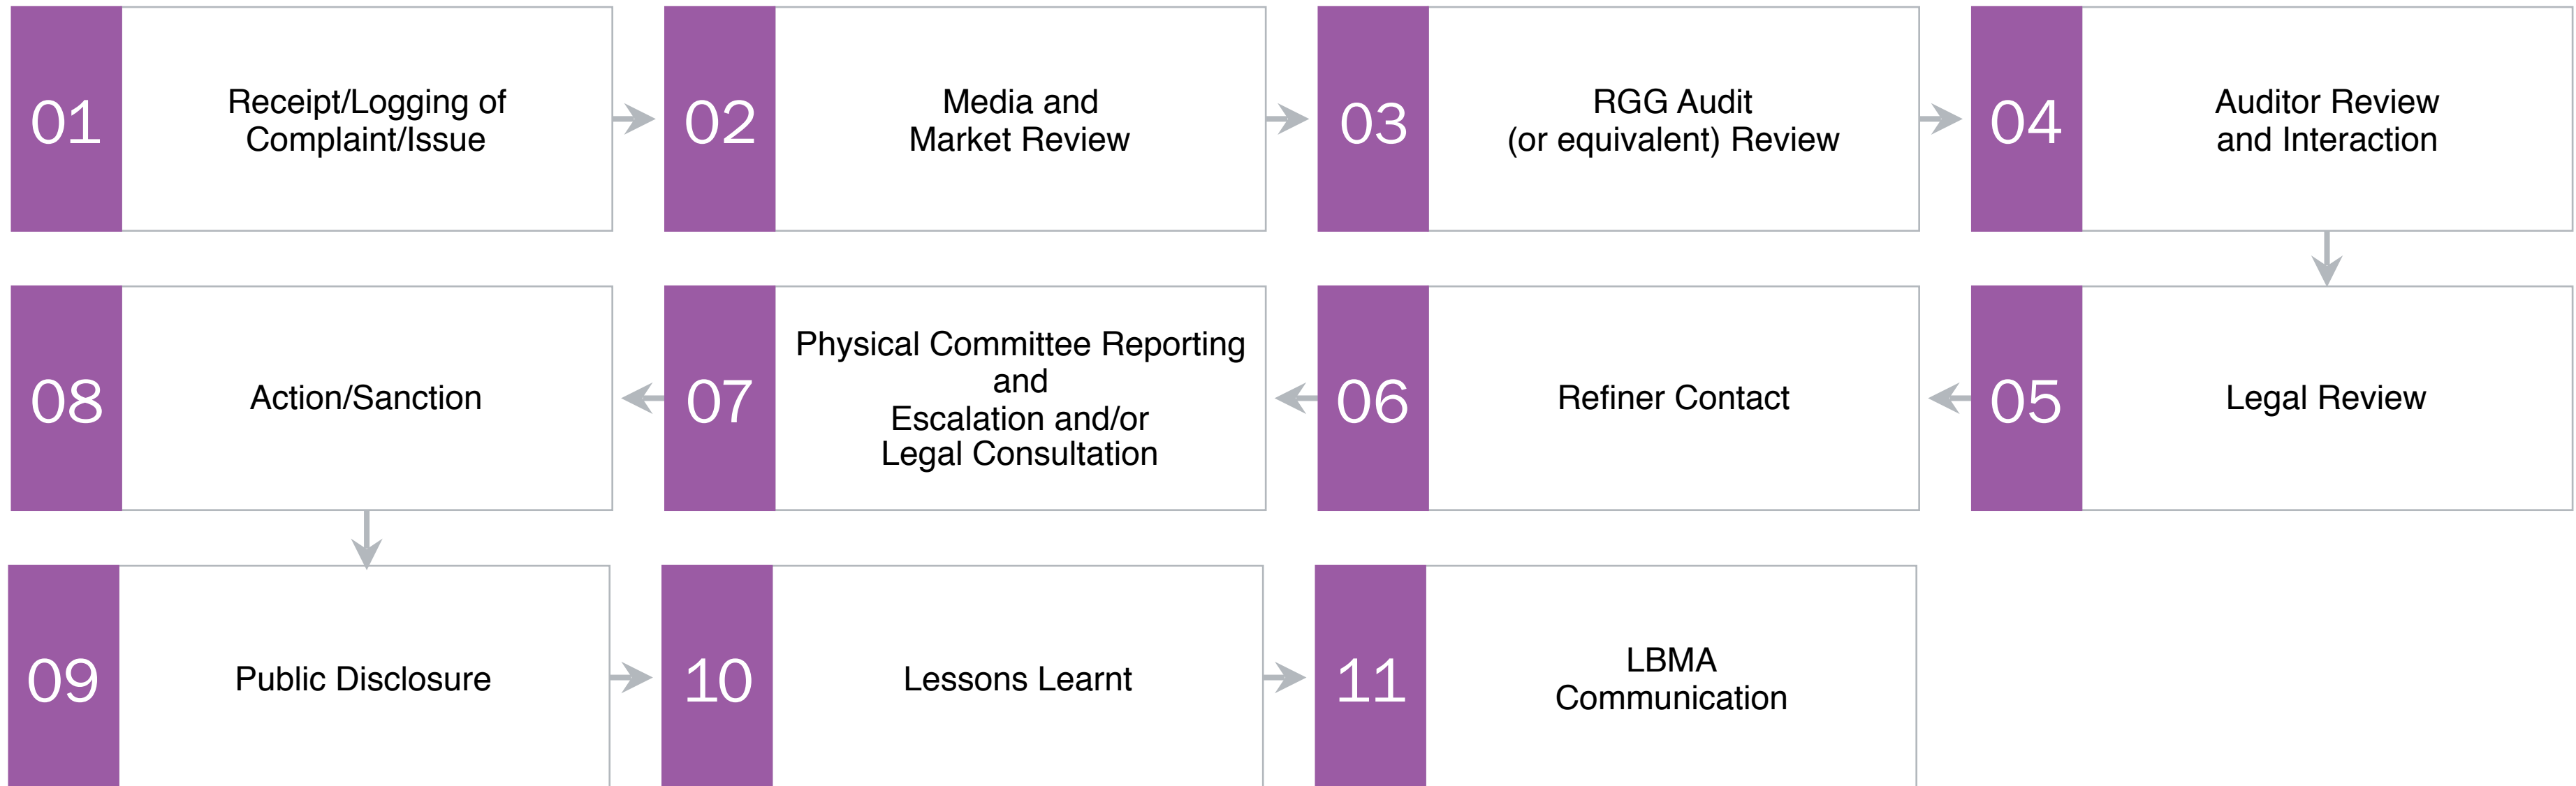 01
Receipt/Logging of
Complaint/Issue
02
Media and
Market Review
03
RGG Audit
(or equivalent) Review
04
Auditor Review
and Interaction
05
Legal Review
06
Refiner Contact
07
Physical Committee Reporting
and
Escalation and/or
Legal Consultation
08
Action/Sanction
09
Public Disclosure
10
Lessons Learnt
11
LBMA
Communication